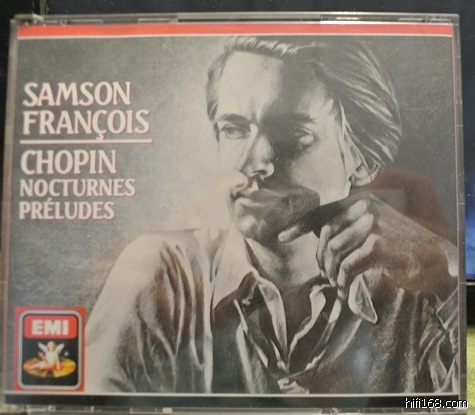 SAMSON
FRANÇOIS
CHOPIN
NOCTURNES
PRÉLUDES
EMI
hifi168.com